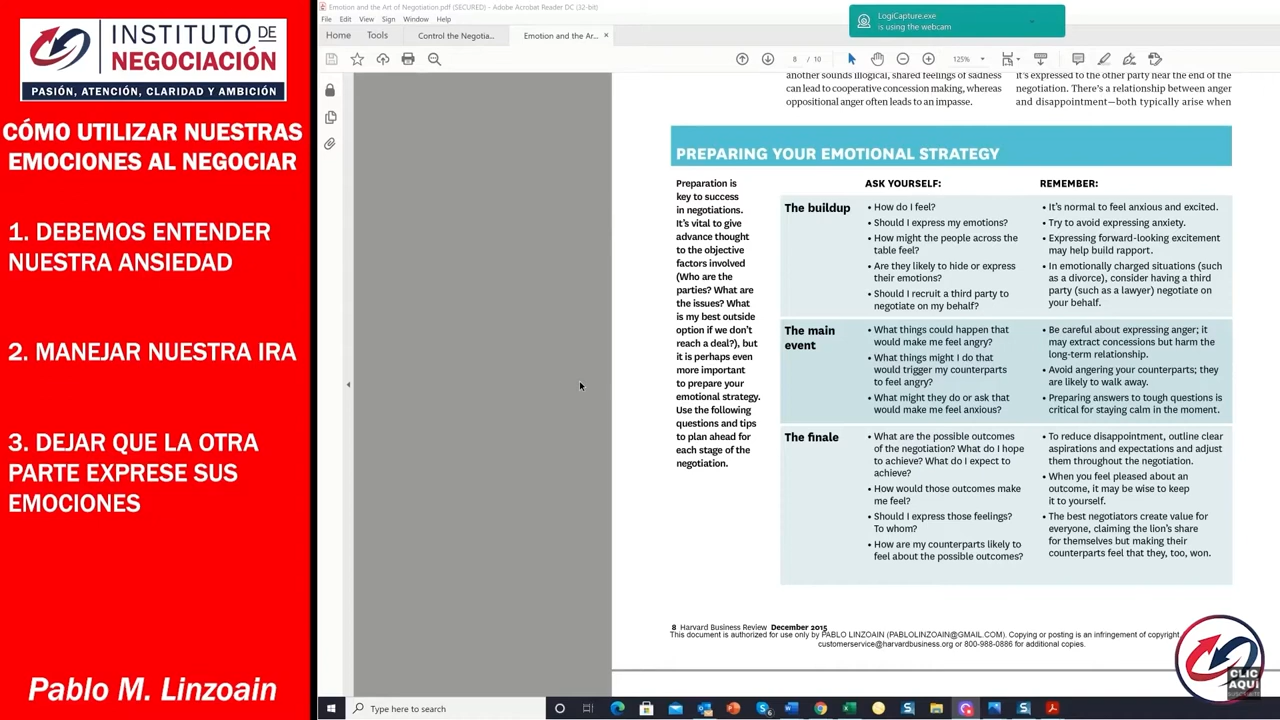 INSTITUTO DE
NEGOCIACIÓN
PASIÓN, ATENCIÓN, CLARIDAD Y AMBICIÓN
CÓMO UTILIZAR NUESTRAS
EMOCIONES AL NEGOCIAR
1. DEBEMOS ENTENDER
NUESTRA ANSIEDAD
2. MANEJAR NUESTRA IRA
3. DEJAR QUE LA OTRA
PARTE EXPRESE SUS
EMOCIONES
Pablo M. Linzoain
Emotion and the Art of Negotiation.pdf (SECURED) - Adobe Acrobat Reader DC (32-bit)
File Edit View Sign Window Help
Home Tools Control the Negotia... Emotion and the Ar... ×
LogiCapture.exe
is using the webcam
8 / 10 125%
another sounds illogical, shared feelings of sadness
can lead to cooperative concession making, whereas
oppositional anger often leads to an impasse.
it's expressed to the other party near the end of the
negotiation. There's a relationship between anger
and disappointment—both typically arise when
PREPARING YOUR EMOTIONAL STRATEGY
Preparation is
key to success
in negotiations.
It's vital to give
advance thought
to the objective
factors involved
(Who are the
parties? What are
the issues? What
is my best outside
option if we don't
reach a deal?), but
it is perhaps even
more important
to prepare your
emotional strategy.
Use the following
questions and tips
to plan ahead for
each stage of the
negotiation.
ASK YOURSELF:
REMEMBER:
The buildup
• How do I feel?
• Should I express my emotions?
• How might the people across the
table feel?
• Are they likely to hide or express
their emotions?
• Should I recruit a third party to
negotiate on my behalf?
• It's normal to feel anxious and excited.
• Try to avoid expressing anxiety.
• Expressing forward-looking excitement
may help build rapport.
• In emotionally charged situations (such
as a divorce), consider having a third
party (such as a lawyer) negotiate on
your behalf.
The main
event
• What things could happen that
would make me feel angry?
• What things might I do that
would trigger my counterparts
to feel angry?
• What might they do or ask that
would make me feel anxious?
• Be careful about expressing anger; it
may extract concessions but harm the
long-term relationship.
• Avoid angering your counterparts; they
are likely to walk away.
• Preparing answers to tough questions is
critical for staying calm in the moment.
The finale
• What are the possible outcomes
of the negotiation? What do I hope
to achieve? What do I expect to
achieve?
• How would those outcomes make
me feel?
• Should I express those feelings?
To whom?
• How are my counterparts likely to
feel about the possible outcomes?
• To reduce disappointment, outline clear
aspirations and expectations and adjust
them throughout the negotiation.
• When you feel pleased about an
outcome, it may be wise to keep
it to yourself.
• The best negotiators create value for
everyone, claiming the lion's share
for themselves but making their
counterparts feel that they, too, won.
8 Harvard Business Review December 2015
This document is authorized for use only by PABLO LINZOAIN (PABLOLINZOAIN@GMAIL.COM). Copying or posting is an infringement of copyright
customerservice@harvardbusiness.org or 800-988-0886 for additional copies.
CLIC
AQUÍ
Type here to search